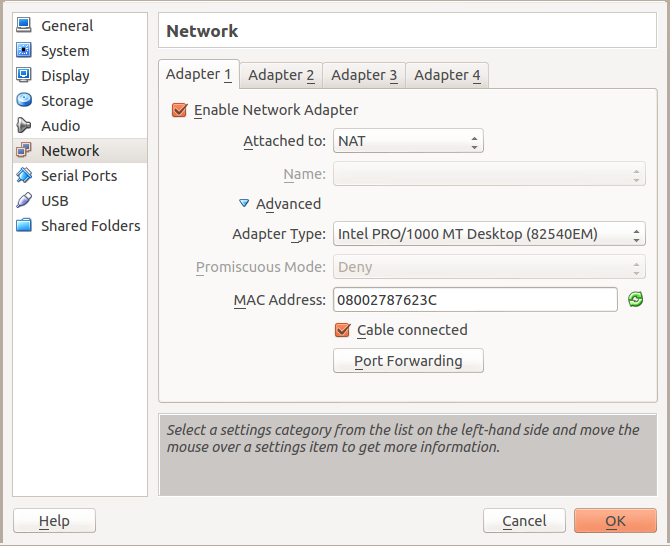 General
System
Display
Storage
Audio
Network
Serial Ports
USB
Shared Folders
Network
Adapter 1 Adapter 2 Adapter 3 Adapter 4
Enable Network Adapter
Attached to: NAT
Name:
Advanced
Adapter Type: Intel PRO/1000 MT Desktop (82540EM)
Promiscuous Mode: Deny
MAC Address: 08002787623C
Cable connected
Port Forwarding
Select a settings category from the list on the left-hand side and move the
mouse over a settings item to get more information.
Help Cancel OK